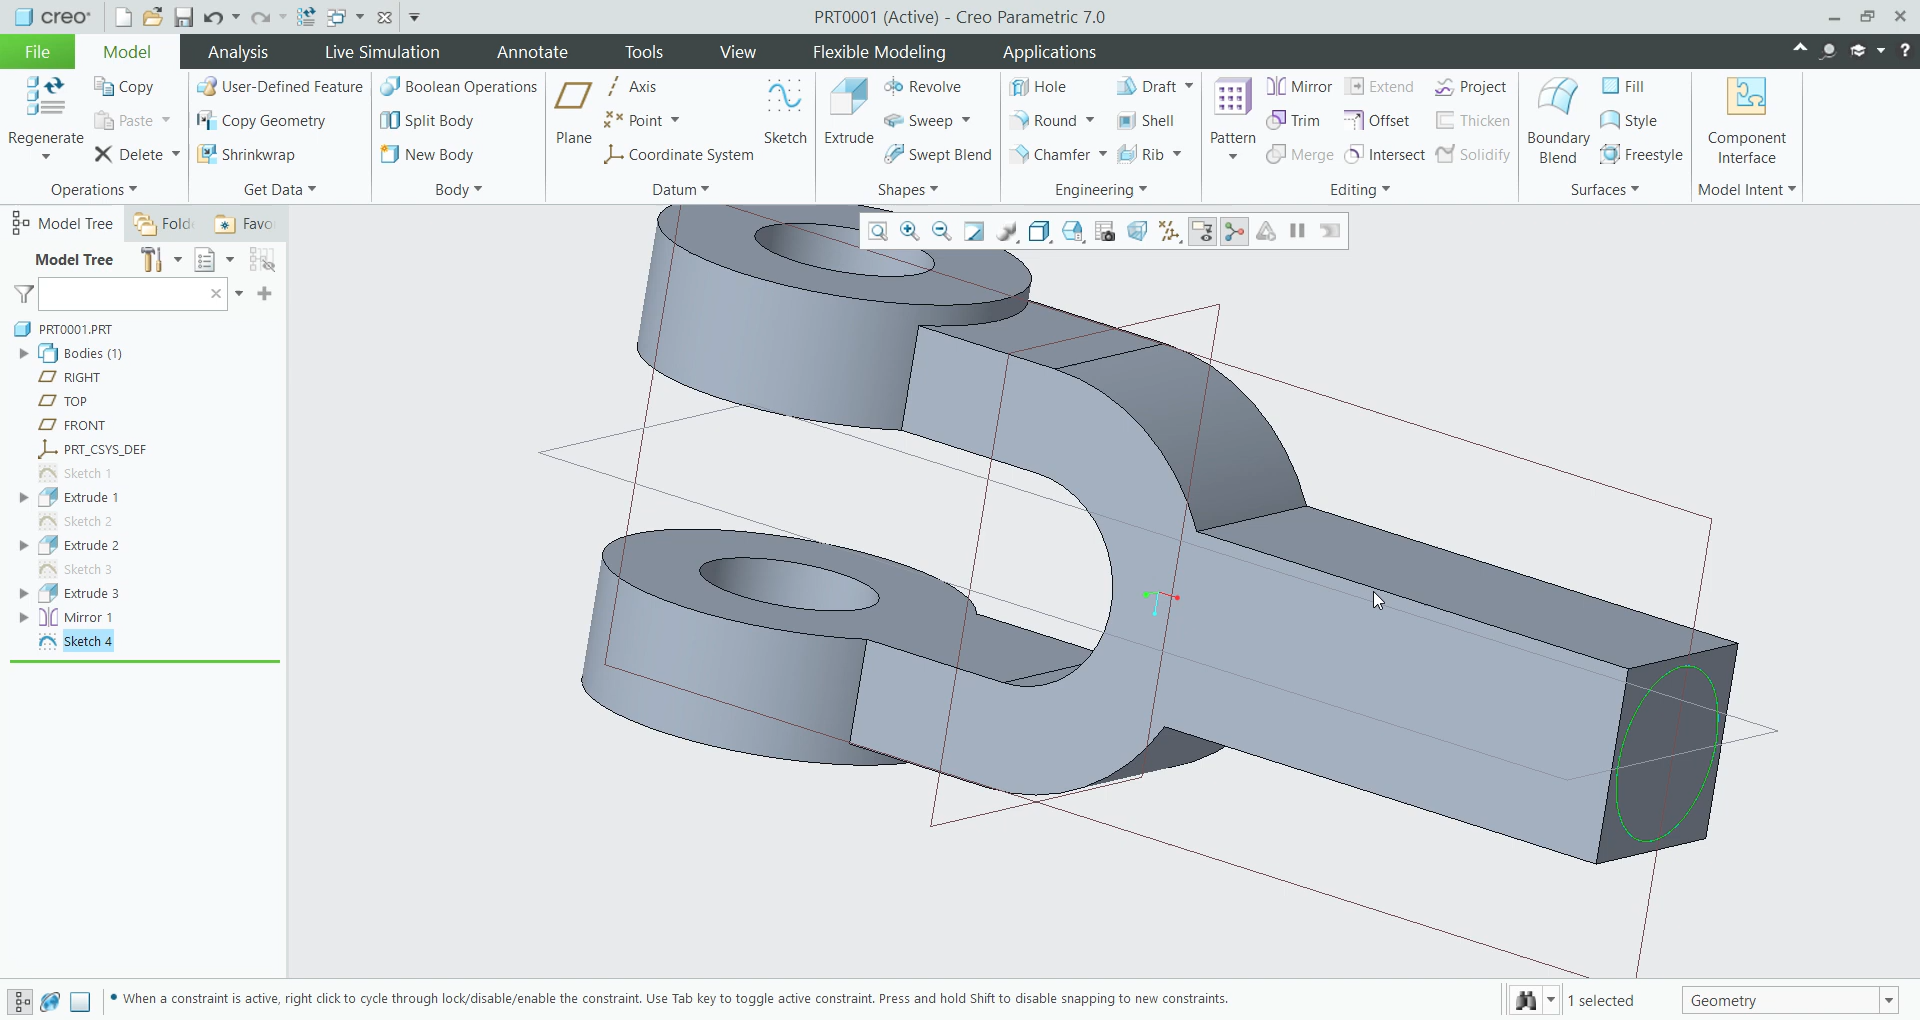 creo
PRT0001 (Active) - Creo Parametric 7.0
File Model Analysis Live Simulation Annotate Tools View Flexible Modeling Applications
Regenerate
Copy
Paste
Delete
Operations
User-Defined Feature
Copy Geometry
Shrinkwrap
Get Data
Boolean Operations
Split Body
New Body
Body
Plane
Axis
Point
Coordinate System
Sketch
Datum
Extrude
Revolve
Sweep
Swept Blend
Shapes
Hole
Round
Chamfer
Draft
Shell
Rib
Engineering
Pattern
Mirror
Trim
Merge
Extend
Offset
Intersect
Project
Thicken
Solidify
Editing
Boundary
Blend
Fill
Style
Freestyle
Surfaces
Component
Interface
Model Intent
Model Tree Fold Favo
Model Tree
PRT0001.PRT
Bodies (1)
RIGHT
TOP
FRONT
PRT_CSYS_DEF
Sketch 1
Extrude 1
Sketch 2
Extrude 2
Sketch 3
Extrude 3
Mirror 1
Sketch 4
• When a constraint is active, right click to cycle through lock/disable/enable the constraint. Use Tab key to toggle active constraint. Press and hold Shift to disable snapping to new constraints.
1 selected
Geometry